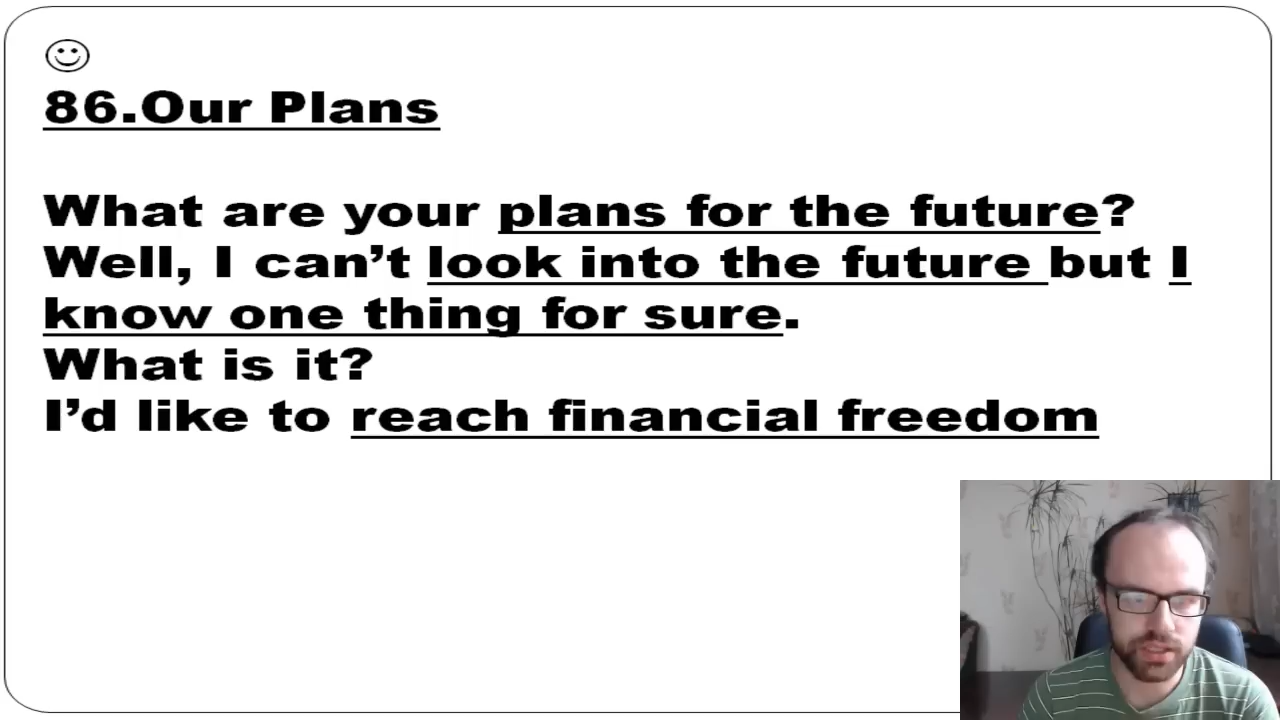 86.Our Plans
What are your plans for the future?
Well, I can’t look into the future but I
know one thing for sure.
What is it?
I’d like to reach financial freedom